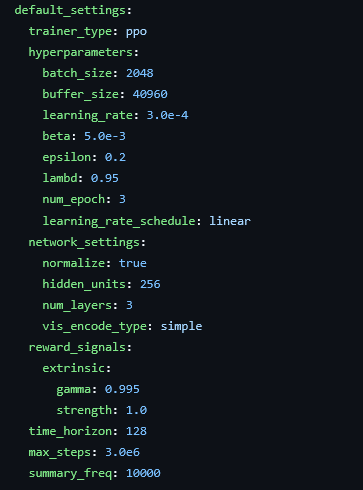 default_settings:
  trainer_type: ppo
  hyperparameters:
    batch_size: 2048
    buffer_size: 40960
    learning_rate: 3.0e-4
    beta: 5.0e-3
    epsilon: 0.2
    lambd: 0.95
    num_epoch: 3
    learning_rate_schedule: linear
  network_settings:
    normalize: true
    hidden_units: 256
    num_layers: 3
    vis_encode_type: simple
  reward_signals:
    extrinsic:
      gamma: 0.995
      strength: 1.0
  time_horizon: 128
  max_steps: 3.0e6
  summary_freq: 10000